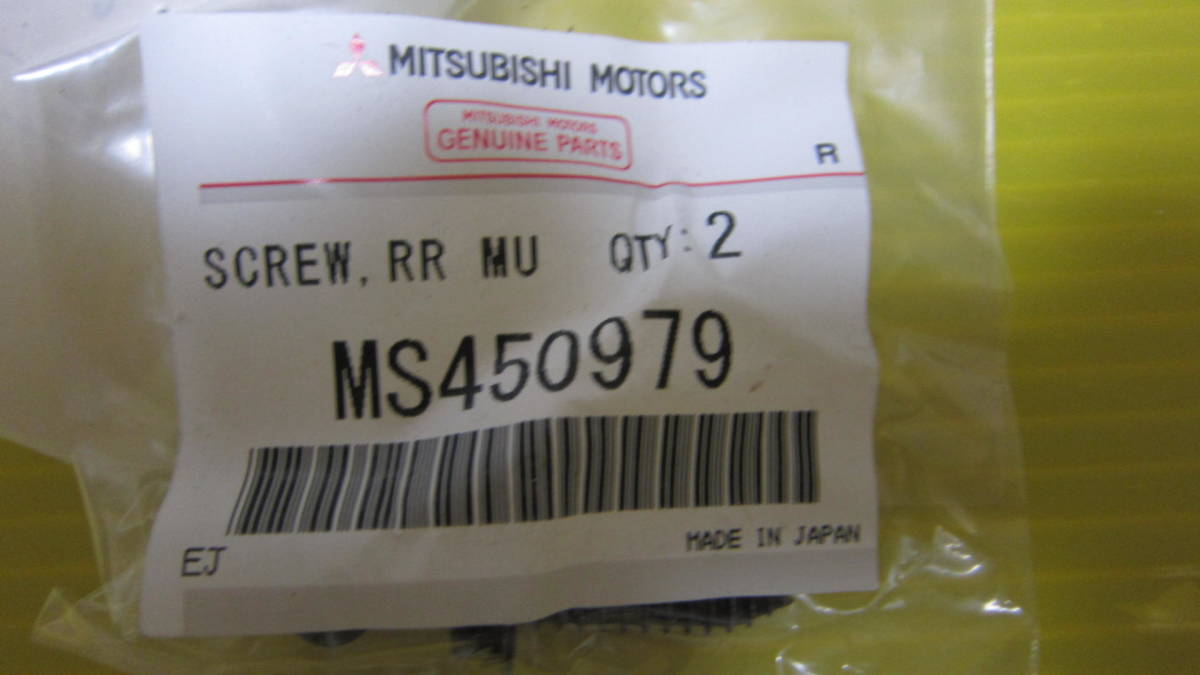 MITSUBISHI MOTORS
MITSUBISHI MOTORS
GENUINE PARTS
R
SCREW, RR MU QTY: 2
MS450979
EJ
MADE IN JAPAN